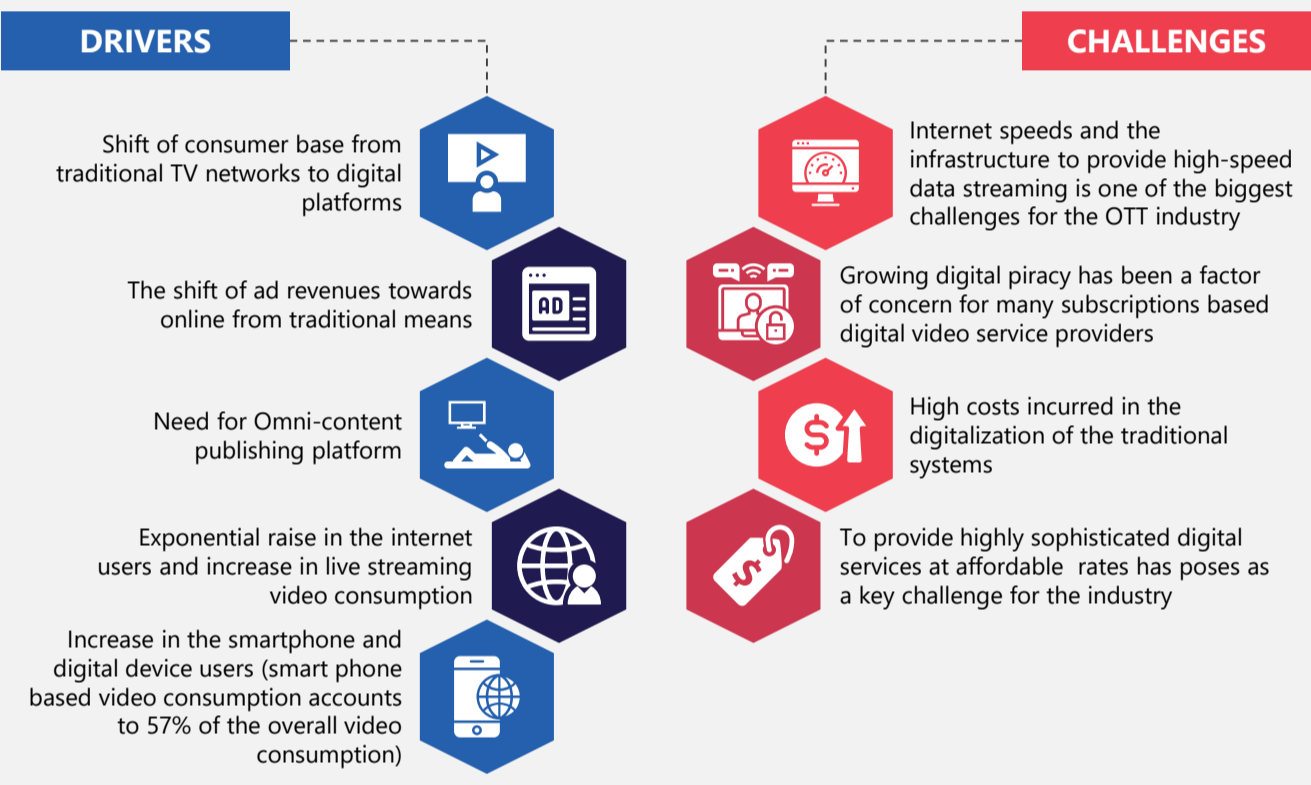 DRIVERS
Shift of consumer base from
traditional TV networks to digital
platforms
The shift of ad revenues towards
online from traditional means
AD
Need for Omni-content
publishing platform
Exponential raise in the internet
users and increase in live streaming
video consumption
Increase in the smartphone and
digital device users (smart phone
based video consumption accounts
to 57% of the overall video
consumption)
CHALLENGES
Internet speeds and the
infrastructure to provide high-speed
data streaming is one of the biggest
challenges for the OTT industry
Growing digital piracy has been a factor
of concern for many subscriptions based
digital video service providers
$
High costs incurred in the
digitalization of the traditional
systems
$
To provide highly sophisticated digital
services at affordable  rates has poses as
a key challenge for the industry